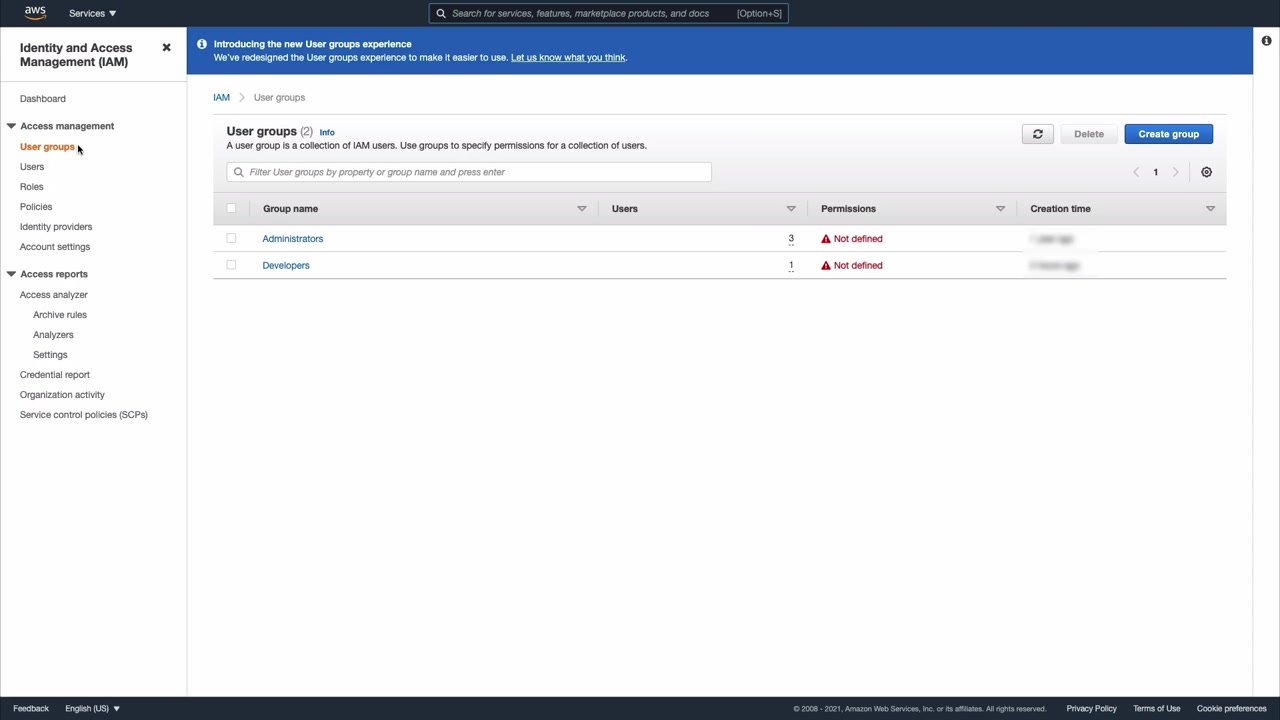 aws
Services
Search for services, features, marketplace products, and docs
[Option+S]
Identity and Access
Management (IAM)
Dashboard
Access management
User groups
Users
Roles
Policies
Identity providers
Account settings
Access reports
Access analyzer
Archive rules
Analyzers
Settings
Credential report
Organization activity
Service control policies (SCPs)
Introducing the new User groups experience
We've redesigned the User groups experience to make it easier to use. Let us know what you think.
IAM
User groups
User groups (2) Info
A user group is a collection of IAM users. Use groups to specify permissions for a collection of users.
Delete
Create group
Filter User groups by property or group name and press enter
1
Group name
Users
Permissions
Creation time
Administrators
3
Not defined
Developers
1
Not defined
Feedback
English (US)
© 2008 - 2021, Amazon Web Services, Inc. or its affiliates. All rights reserved.
Privacy Policy
Terms of Use
Cookie preferences